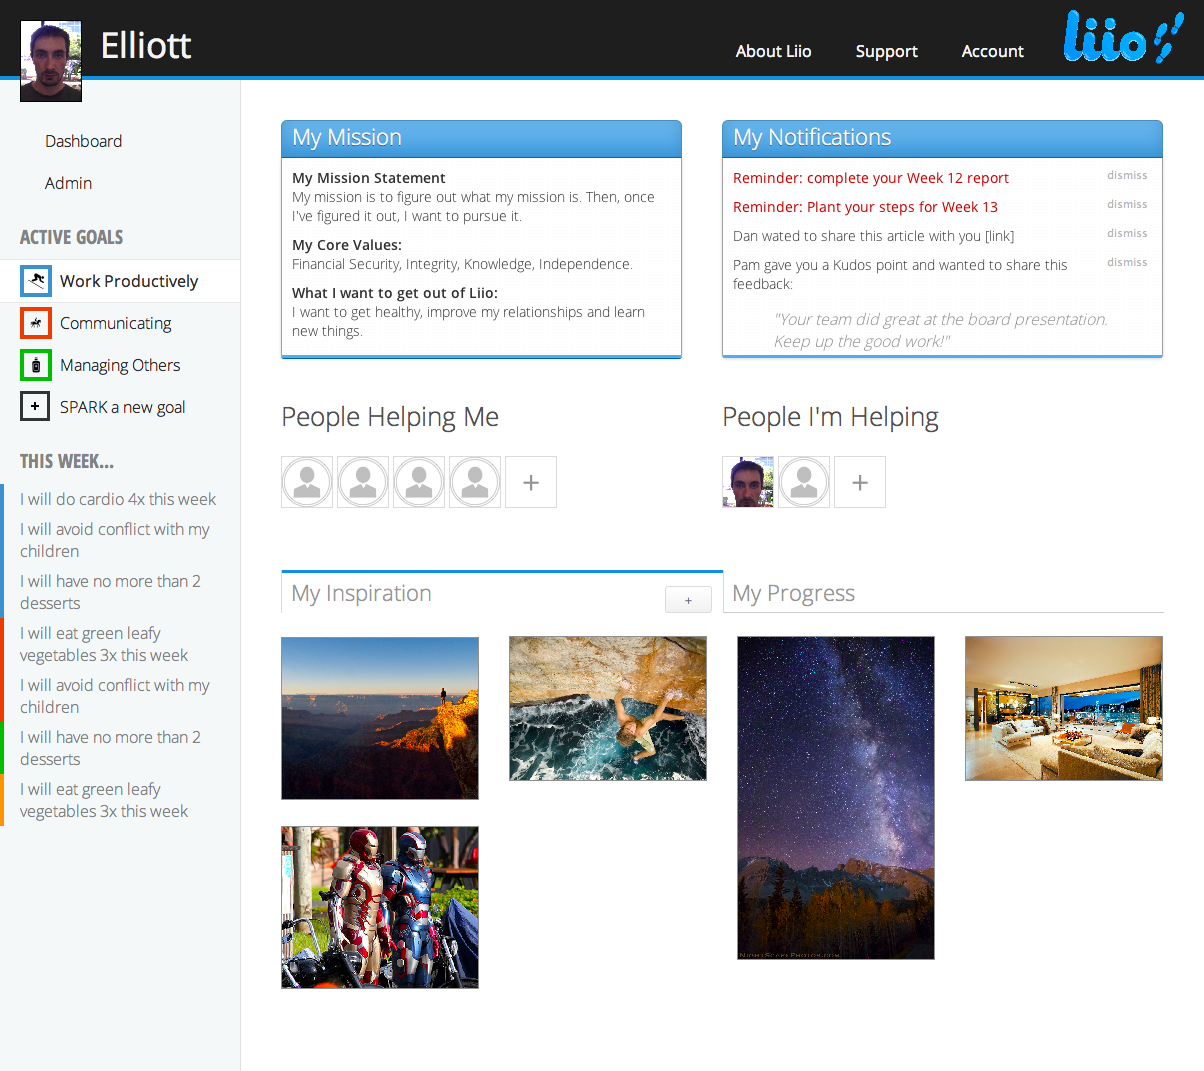 Elliott
About Liio
Support
Account
liio!!
Dashboard
Admin
ACTIVE GOALS
Work Productively
Communicating
Managing Others
+ SPARK a new goal
THIS WEEK...
I will do cardio 4x this week
I will avoid conflict with my
children
I will have no more than 2
desserts
I will eat green leafy
vegetables 3x this week
I will avoid conflict with my
children
I will have no more than 2
desserts
I will eat green leafy
vegetables 3x this week
My Mission
My Mission Statement
My mission is to figure out what my mission is. Then, once
I've figured it out, I want to pursue it.
My Core Values:
Financial Security, Integrity, Knowledge, Independence.
What I want to get out of Liio:
I want to get healthy, improve my relationships and learn
new things.
My Notifications
Reminder: complete your Week 12 report
dismiss
Reminder: Plant your steps for Week 13
dismiss
Dan wated to share this article with you [link]
dismiss
Pam gave you a Kudos point and wanted to share this
feedback:
dismiss
"Your team did great at the board presentation.
Keep up the good work!"
People Helping Me
+
People I'm Helping
+
My Inspiration
+
My Progress
NightScapePhotos.com